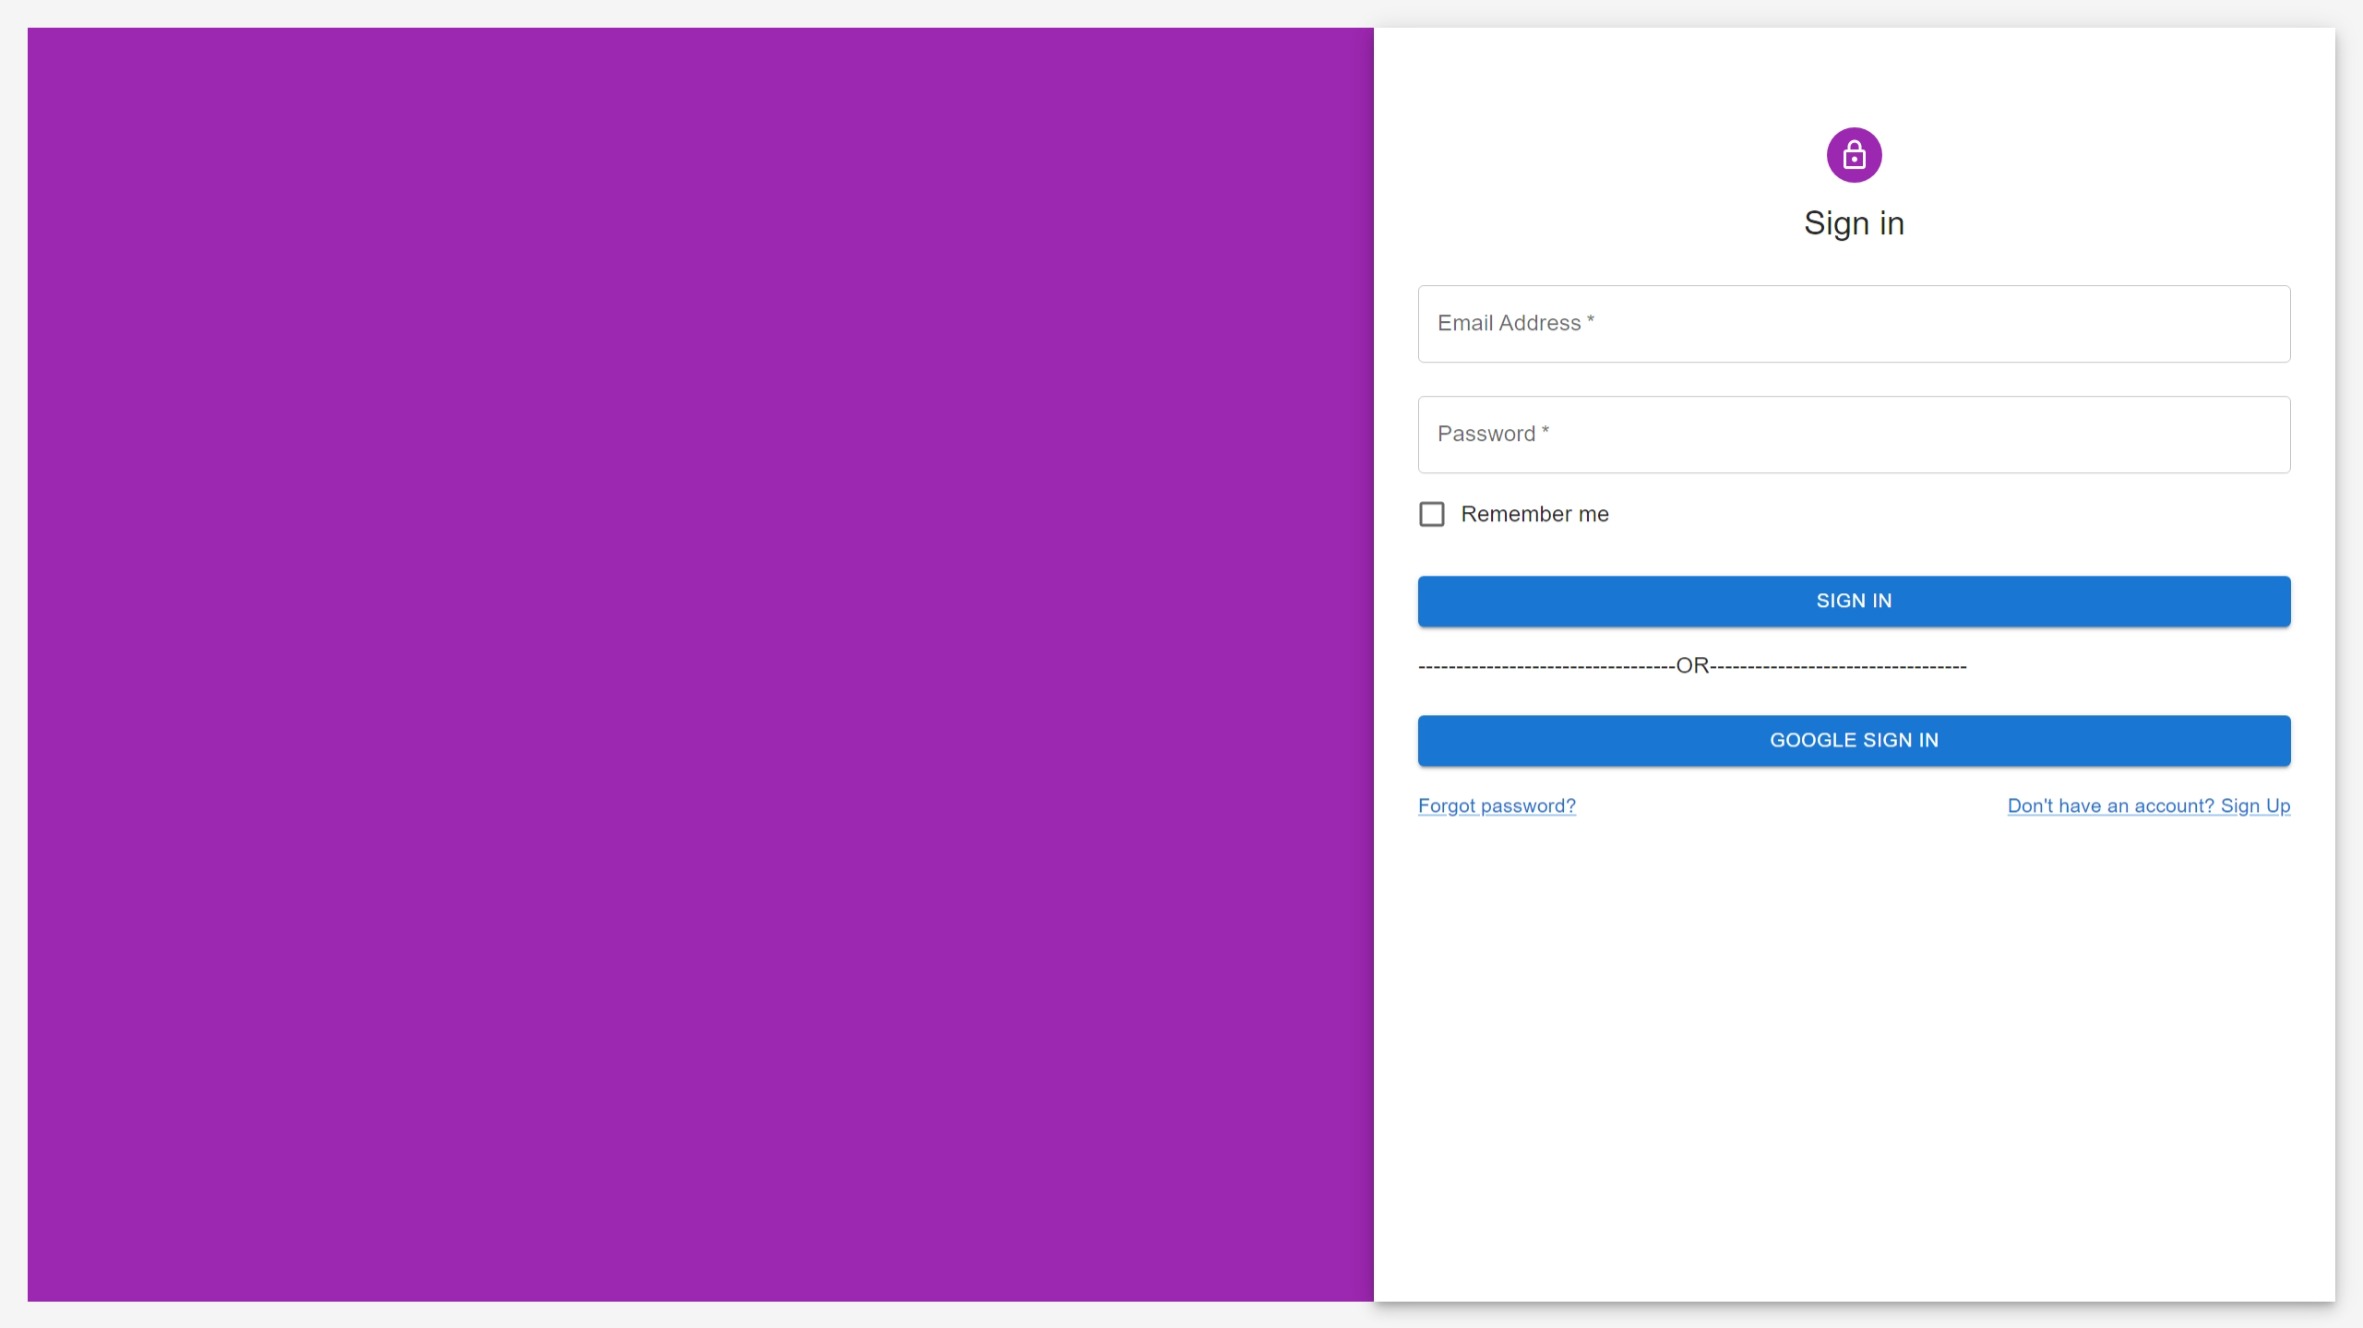 Sign in
Email Address *
Password *
Remember me
SIGN IN
----------------------------------OR----------------------------------
GOOGLE SIGN IN
Forgot password?
Don't have an account? Sign Up